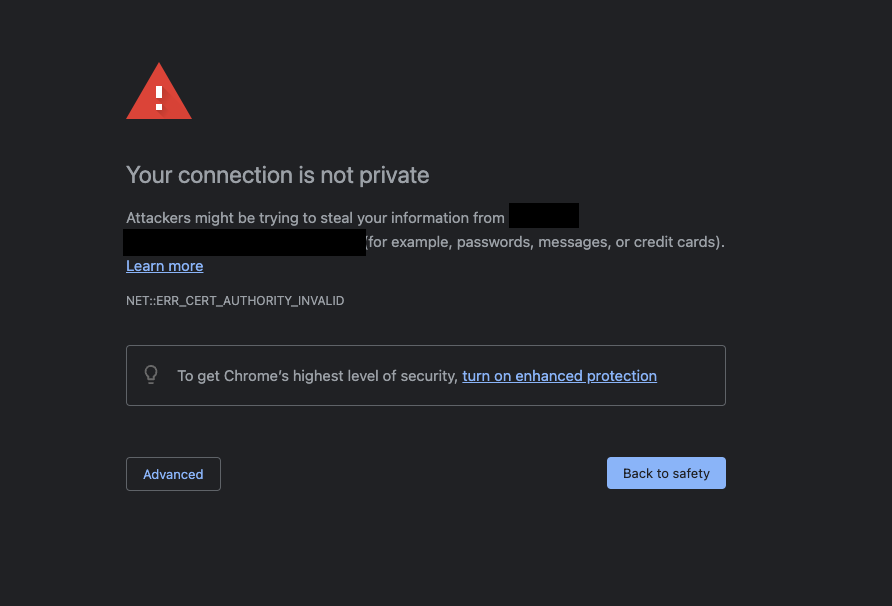 Your connection is not private
Attackers might be trying to steal your information from
(for example, passwords, messages, or credit cards).
Learn more
NET::ERR_CERT_AUTHORITY_INVALID
To get Chrome’s highest level of security, turn on enhanced protection
Advanced
Back to safety